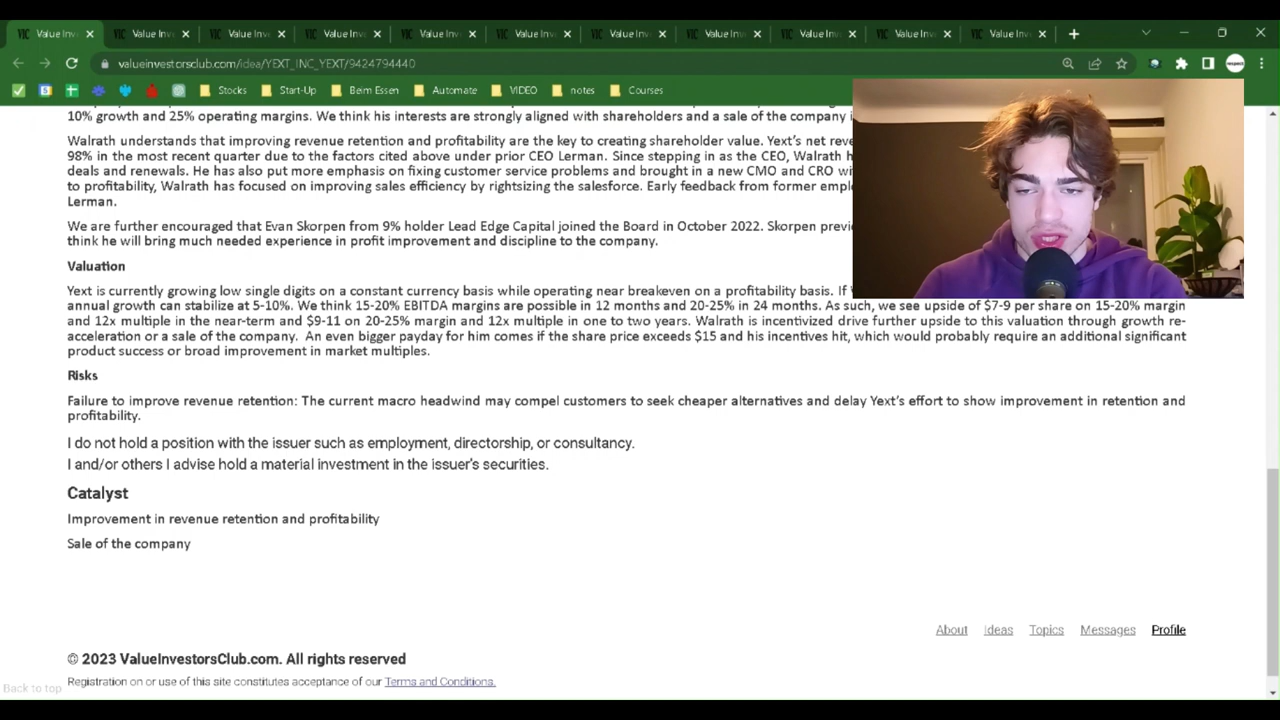 Value Inv Value Inv Value Inv Value Inv Value Inv Value Inv Value Inv Value Inv Value Inv Value Inv Value Inv
valueinvestorsclub.com/idea/YEXT_INC_YEXT/9424794440
Stocks Start-Up Beim Essen Automate VIDEO notes Courses
10% growth and 25% operating margins. We think his interests are strongly aligned with shareholders and a sale of the company
Walrath understands that improving revenue retention and profitability are the key to creating shareholder value. Yext's net reve
98% in the most recent quarter due to the factors cited above under prior CEO Lerman. Since stepping in as the CEO, Walrath h
deals and renewals. He has also put more emphasis on fixing customer service problems and brought in a new CMO and CRO wi
to profitability, Walrath has focused on improving sales efficiency by rightsizing the salesforce. Early feedback from former empl
Lerman.
We are further encouraged that Evan Skorpen from 9% holder Lead Edge Capital joined the Board in October 2022. Skorpen previ
think he will bring much needed experience in profit improvement and discipline to the company.
Valuation
Yext is currently growing low single digits on a constant currency basis while operating near breakeven on a profitability basis. If
annual growth can stabilize at 5-10%. We think 15-20% EBITDA margins are possible in 12 months and 20-25% in 24 months. As such, we see upside of $7-9 per share on 15-20% margin
and 12x multiple in the near-term and $9-11 on 20-25% margin and 12x multiple in one to two years. Walrath is incentivized drive further upside to this valuation through growth re-
acceleration or a sale of the company. An even bigger payday for him comes if the share price exceeds $15 and his incentives hit, which would probably require an additional significant
product success or broad improvement in market multiples.
Risks
Failure to improve revenue retention: The current macro headwind may compel customers to seek cheaper alternatives and delay Yext's effort to show improvement in retention and
profitability.
I do not hold a position with the issuer such as employment, directorship, or consultancy.
I and/or others I advise hold a material investment in the issuer's securities.
Catalyst
Improvement in revenue retention and profitability
Sale of the company
About Ideas Topics Messages Profile
© 2023 ValueInvestorsClub.com. All rights reserved
Registration on or use of this site constitutes acceptance of our Terms and Conditions.
Back to top